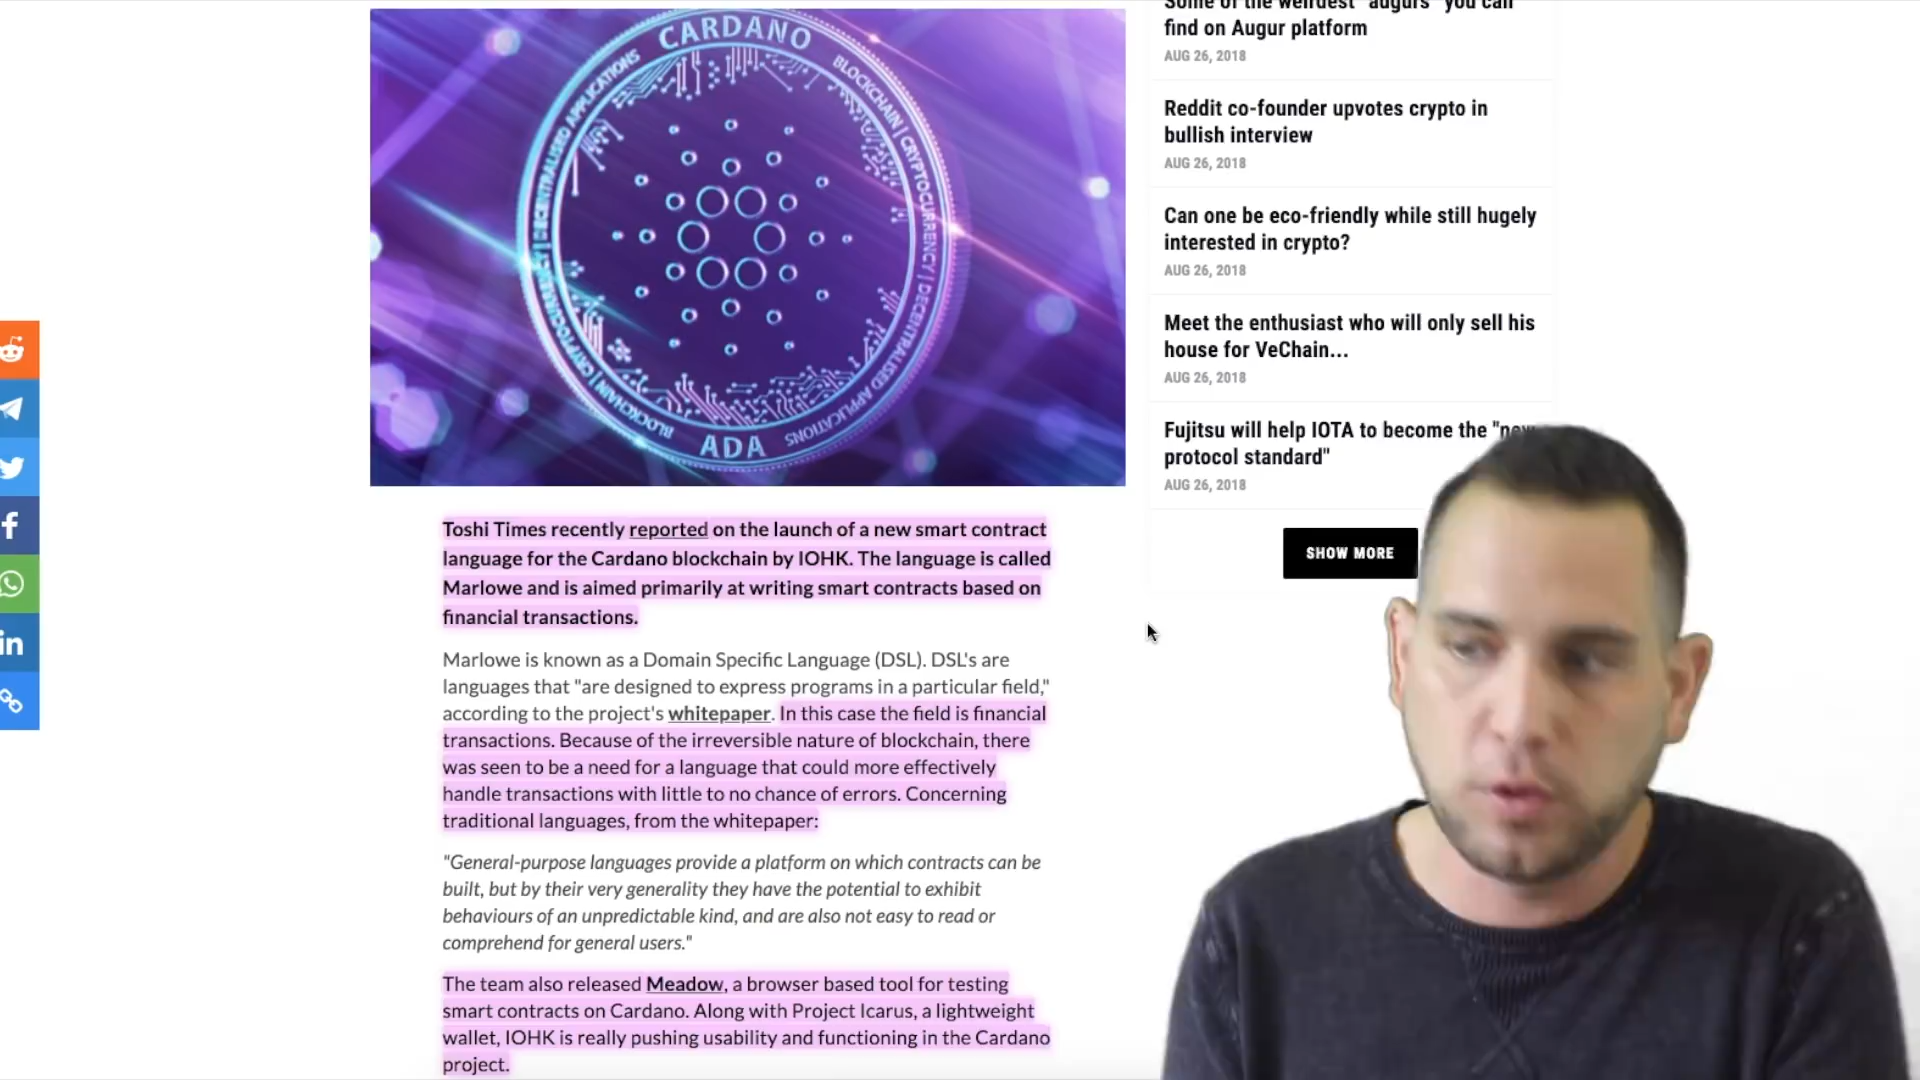 CARDANO
BLOCKCHAIN | CRYPTOCURRENCY | DECENTRALISED APPLICATIONS
ADA
BLOCKCHAIN | CRYPTOCURRENCY | DECENTRALISED APPLICATIONS
Toshi Times recently reported on the launch of a new smart contract
language for the Cardano blockchain by IOHK. The language is called
Marlowe and is aimed primarily at writing smart contracts based on
financial transactions.
Marlowe is known as a Domain Specific Language (DSL). DSL's are
languages that "are designed to express programs in a particular field,"
according to the project's whitepaper. In this case the field is financial
transactions. Because of the irreversible nature of blockchain, there
was seen to be a need for a language that could more effectively
handle transactions with little to no chance of errors. Concerning
traditional languages, from the whitepaper:
"General-purpose languages provide a platform on which contracts can be
built, but by their very generality they have the potential to exhibit
behaviours of an unpredictable kind, and are also not easy to read or
comprehend for general users."
The team also released Meadow, a browser based tool for testing
smart contracts on Cardano. Along with Project Icarus, a lightweight
wallet, IOHK is really pushing usability and functioning in the Cardano
project.
Some of the weirdest "augurs" you can
find on Augur platform
AUG 26, 2018
Reddit co-founder upvotes crypto in
bullish interview
AUG 26, 2018
Can one be eco-friendly while still hugely
interested in crypto?
AUG 26, 2018
Meet the enthusiast who will only sell his
house for VeChain...
AUG 26, 2018
Fujitsu will help IOTA to become the "new
protocol standard"
AUG 26, 2018
SHOW MORE